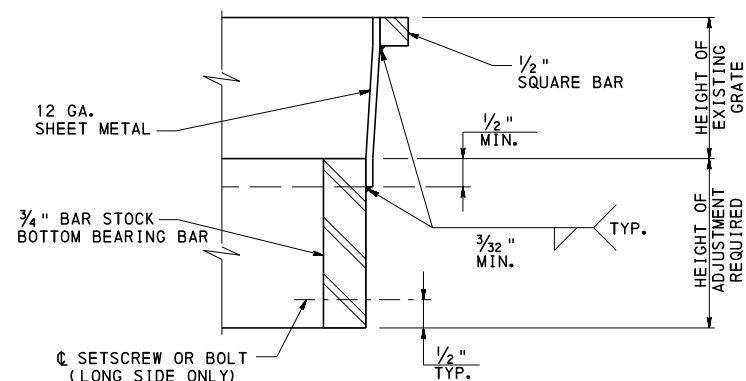 1/2"
SQUARE BAR
12 GA.
SHEET METAL
1/2"
MIN.
HEIGHT OF
EXISTING
GRATE
3/4" BAR STOCK
BOTTOM BEARING BAR
3/32"
MIN.
TYP.
HEIGHT OF
ADJUSTMENT
REQUIRED
℄ SETSCREW OR BOLT
(LONG SIDE ONLY)
1/2"
TYP.